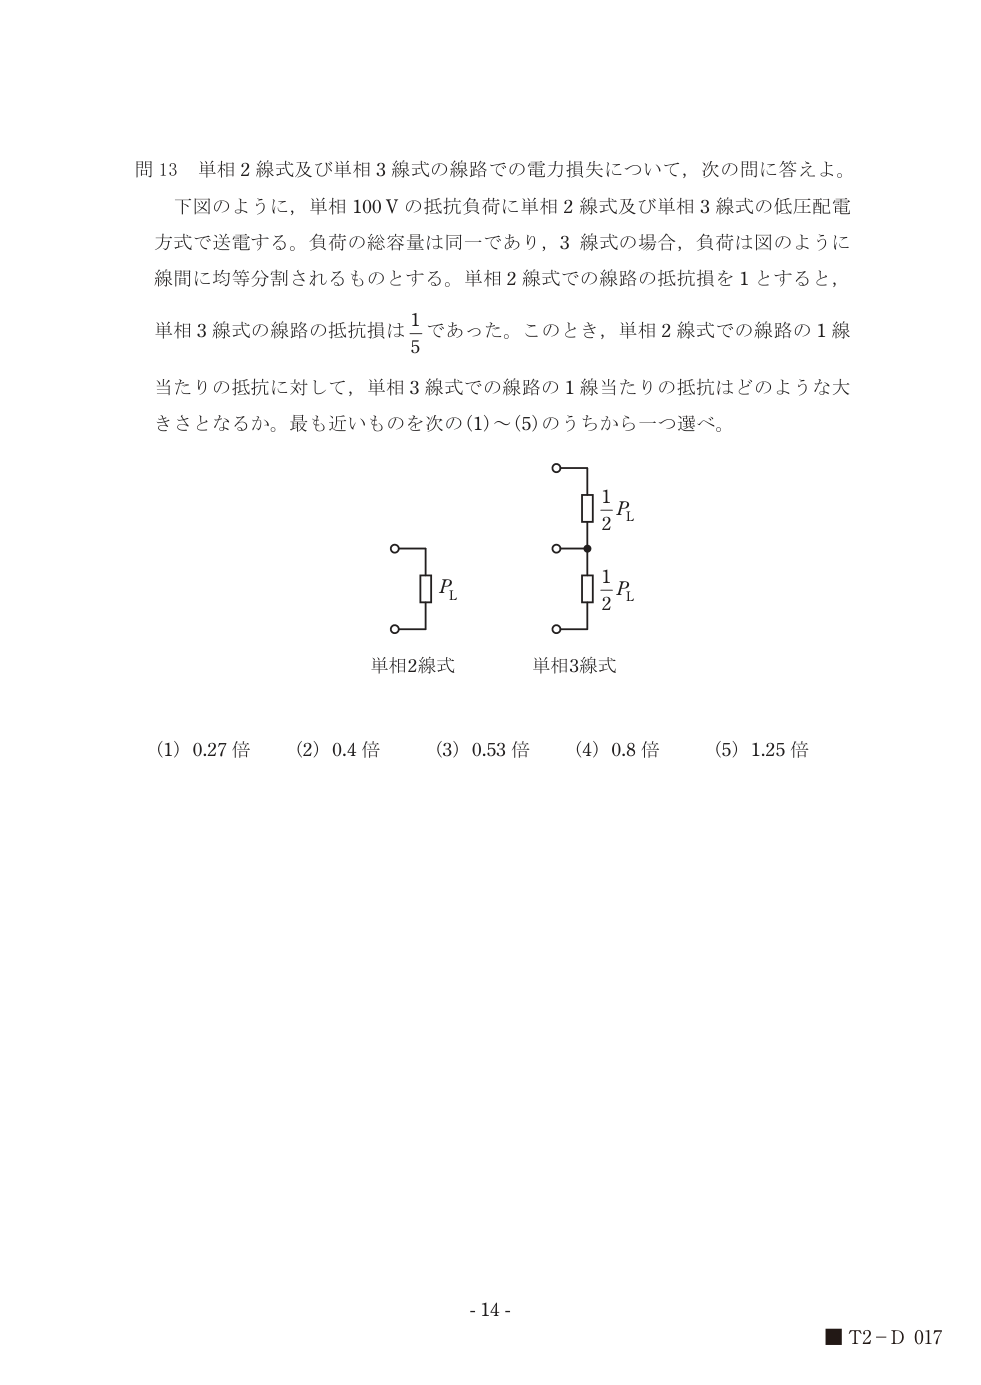 問 13 単相 2 線式及び単相 3 線式の線路での電力損失について，次の問に答えよ。
下図のように，単相 100 V の抵抗負荷に単相 2 線式及び単相 3 線式の低圧配電
方式で送電する。負荷の総容量は同一であり，3 線式の場合，負荷は図のように
線間に均等分割されるものとする。単相 2 線式での線路の抵抗損を 1 とすると，
単相 3 線式の線路の抵抗損は 1/5 であった。このとき，単相 2 線式での線路の 1 線
当たりの抵抗に対して，単相 3 線式での線路の 1 線当たりの抵抗はどのような大
きさとなるか。最も近いものを次の(1)～(5)のうちから一つ選べ。
1/2 PL
PL
1/2 PL
単相2線式 単相3線式
(1) 0.27 倍 (2) 0.4 倍 (3) 0.53 倍 (4) 0.8 倍 (5) 1.25 倍
- 14 -
■ T2－D 017